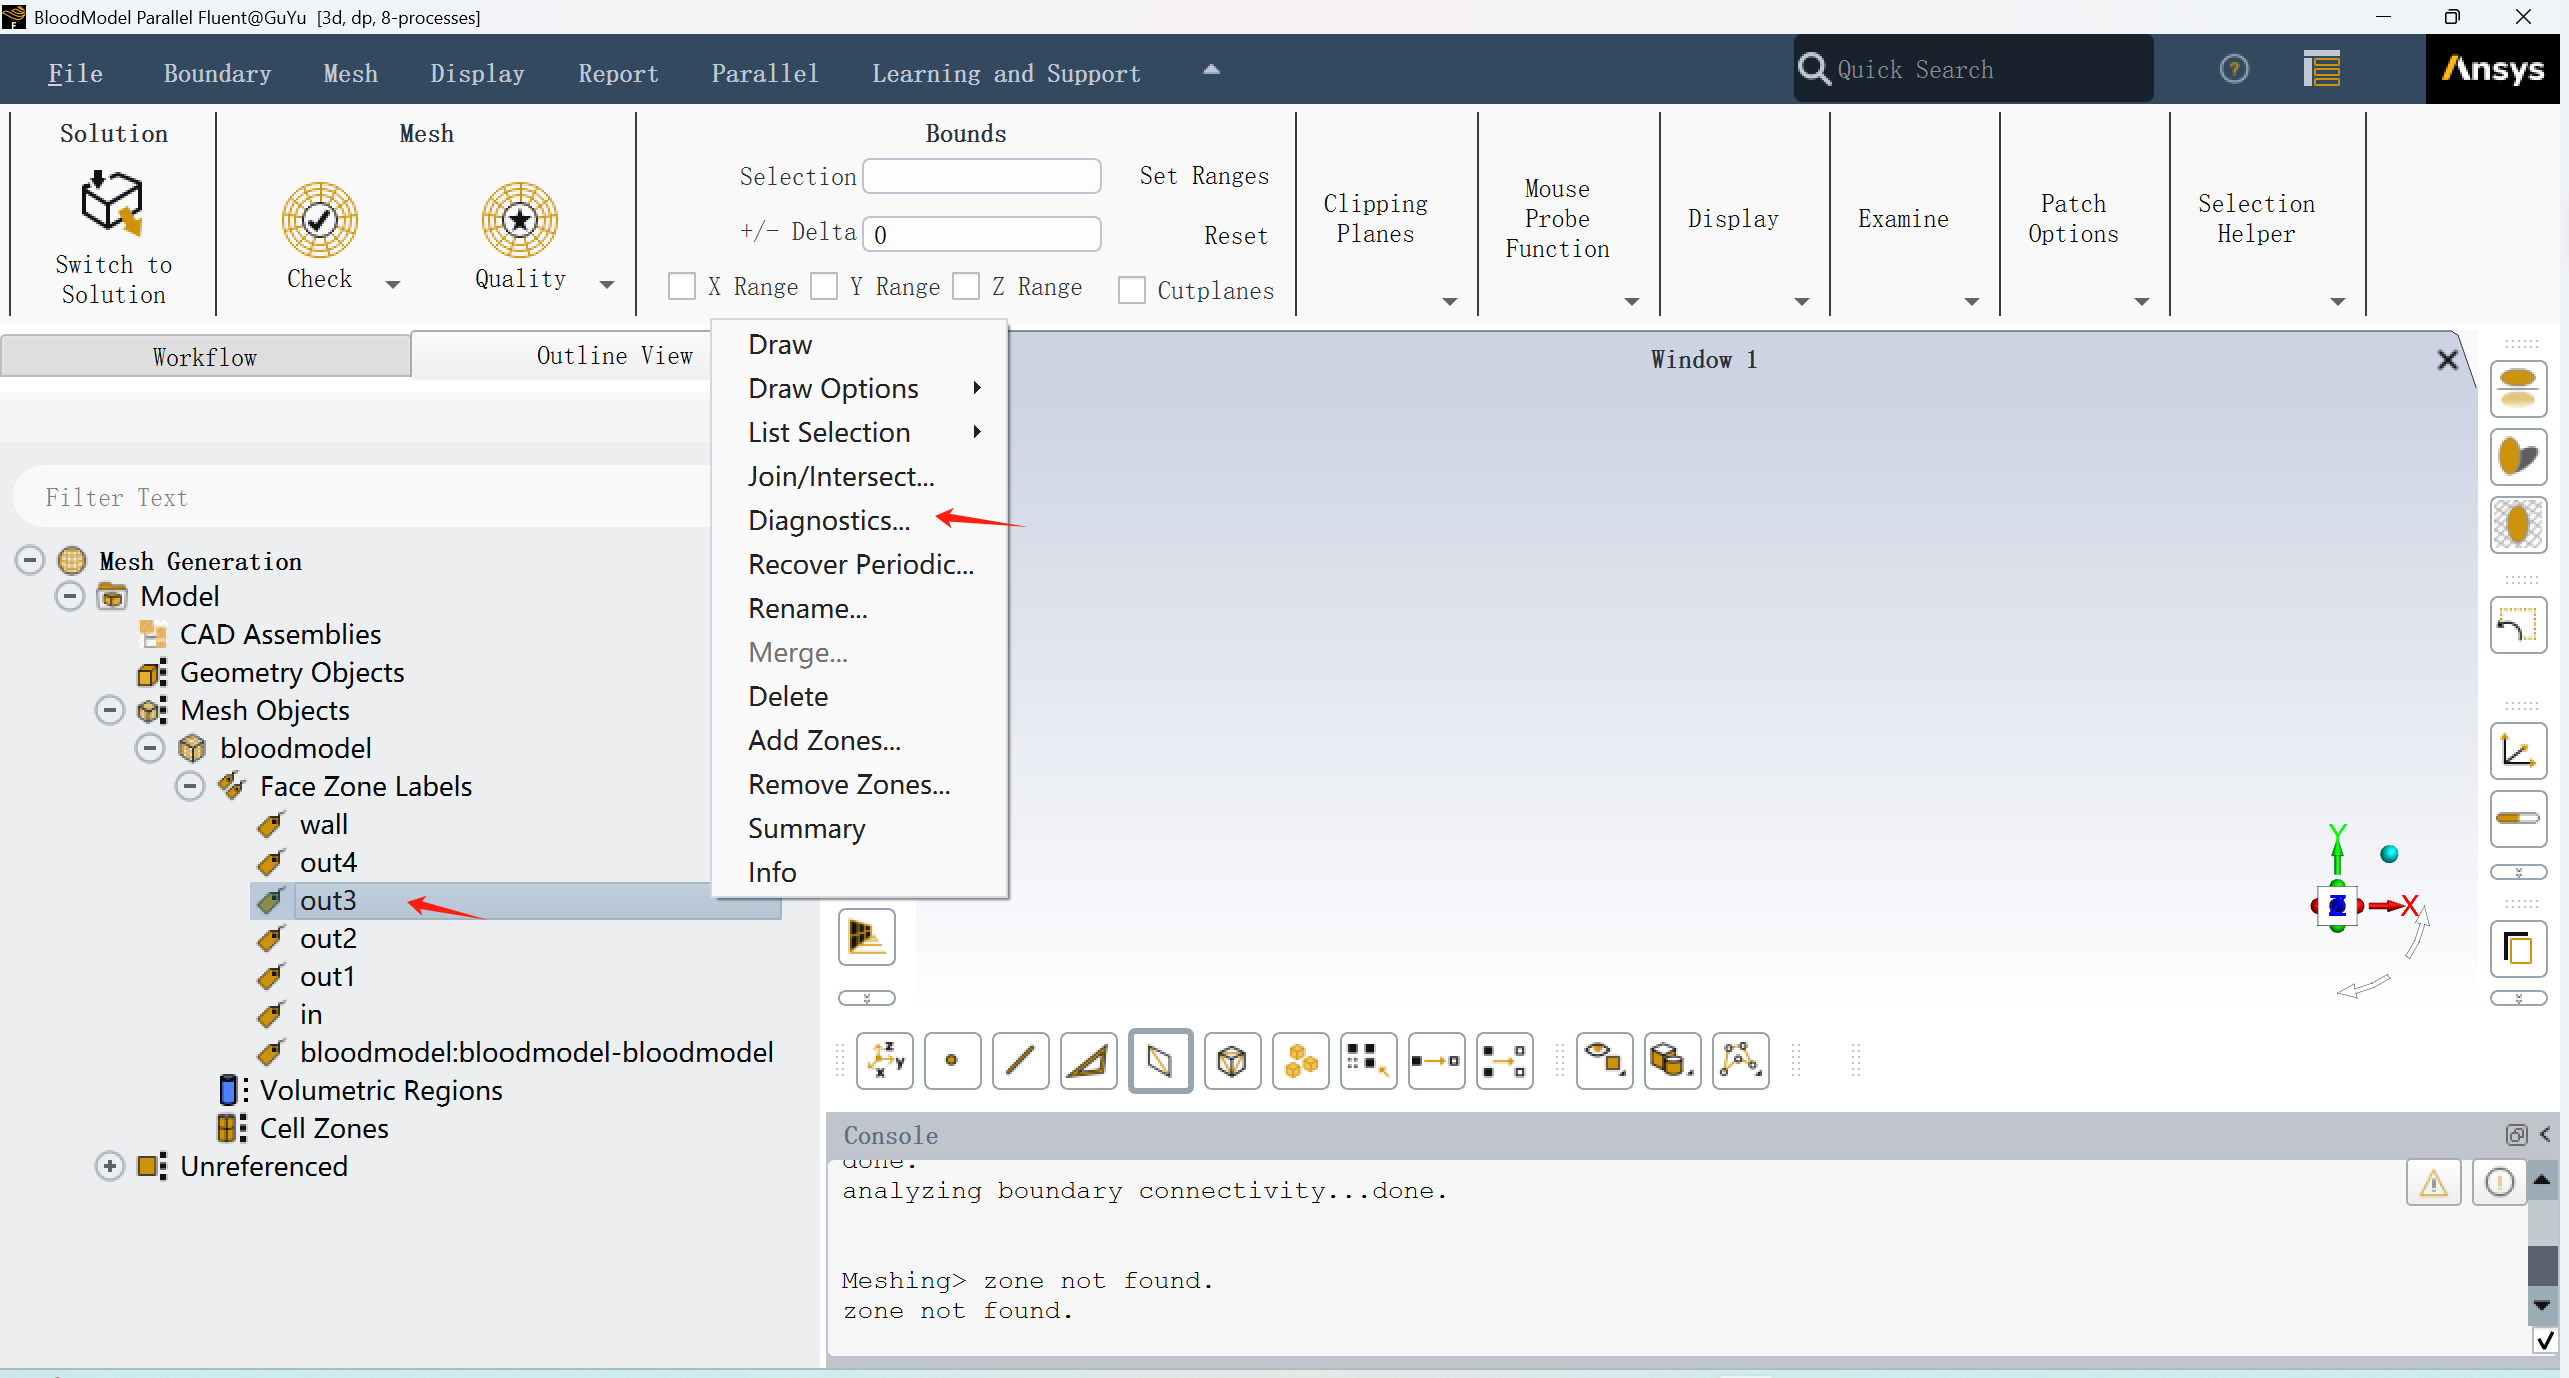 BloodModel Parallel Fluent@GuYu [3d, dp, 8-processes]
File Boundary Mesh Display Report Parallel Learning and Support
Quick Search
Ansys
Solution
Switch to
Solution
Mesh
Check
Quality
Bounds
Selection
Set Ranges
+/- Delta 0
Reset
X Range Y Range Z Range Cutplanes
Clipping
Planes
Mouse
Probe
Function
Display
Examine
Patch
Options
Selection
Helper
Workflow
Outline View
Filter Text
Mesh Generation
Model
CAD Assemblies
Geometry Objects
Mesh Objects
bloodmodel
Face Zone Labels
wall
out4
out3
out2
out1
in
bloodmodel:bloodmodel-bloodmodel
Volumetric Regions
Cell Zones
Unreferenced
Draw
Draw Options
List Selection
Join/Intersect...
Diagnostics...
Recover Periodic...
Rename...
Merge...
Delete
Add Zones...
Remove Zones...
Summary
Info
Window 1
Y
Z
X
z
y
x
Console
done.
analyzing boundary connectivity...done.
Meshing> zone not found.
zone not found.